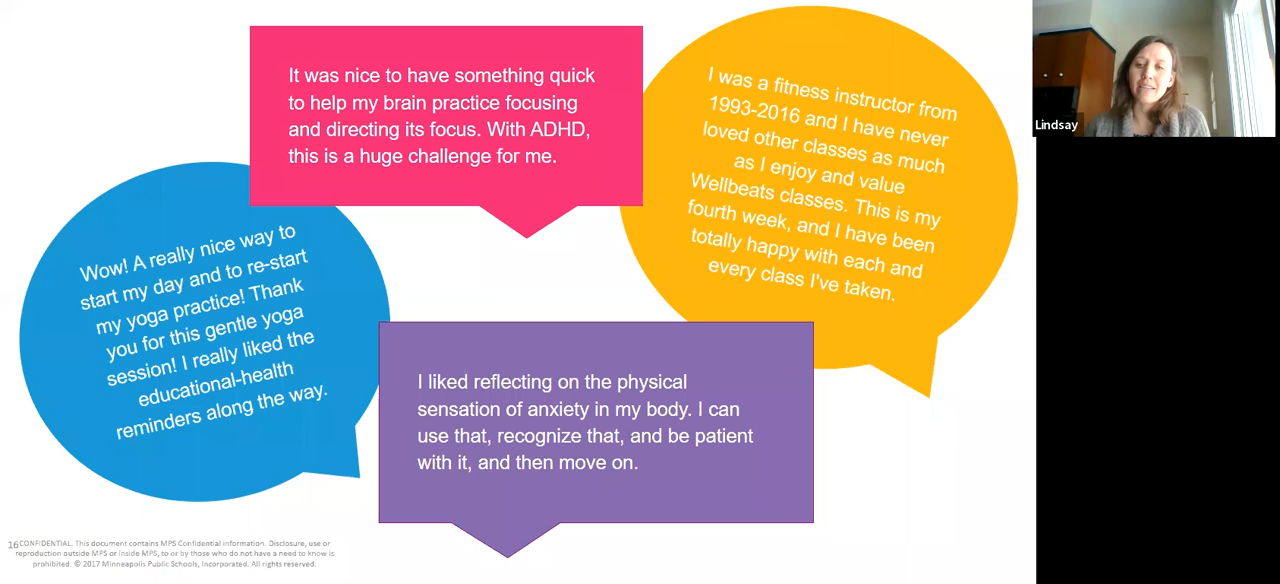 It was nice to have something quick
to help my brain practice focusing
and directing its focus. With ADHD,
this is a huge challenge for me.
I was a fitness instructor from
1993-2016 and I have never
loved other classes as much
as I enjoy and value
Wellbeats classes. This is my
fourth week, and I have been
totally happy with each and
every class I've taken.
Lindsay
Wow! A really nice way to
start my day and to re-start
my yoga practice! Thank
you for this gentle yoga
session! I really liked the
educational-health
reminders along the way.
I liked reflecting on the physical
sensation of anxiety in my body. I can
use that, recognize that, and be patient
with it, and then move on.
16
CONFIDENTIAL. This document contains MPS Confidential information. Disclosure, use or
reproduction outside MPS or inside MPS, to or by those who do not have a need to know is
prohibited. © 2017 Minneapolis Public Schools, Incorporated. All rights reserved.